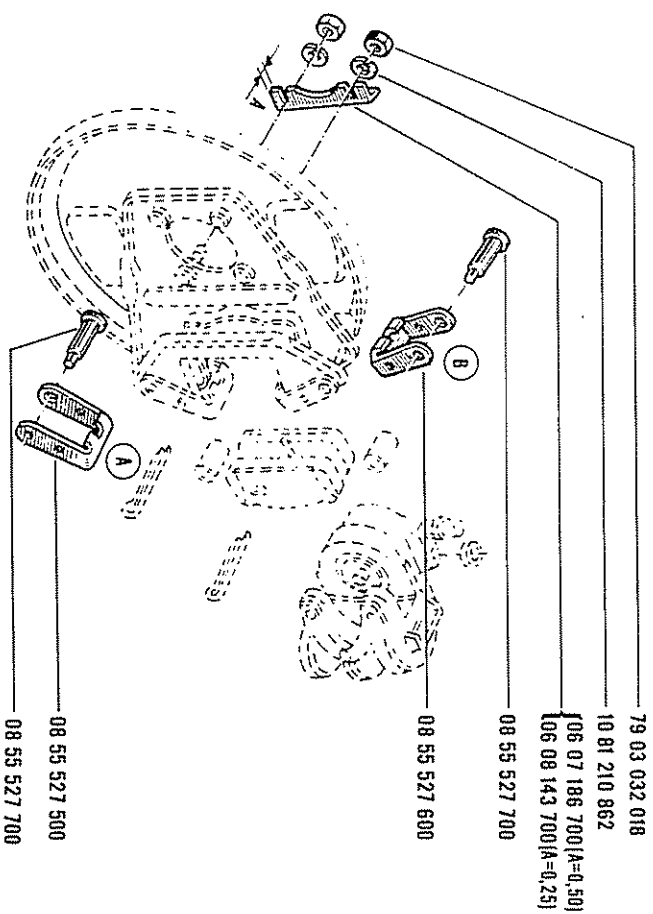 79 03 032 018
10 81 210 862
06 07 186 700(A=0,50)
06 08 143 700(A=0,25)
08 55 527 700
08 55 527 600
08 55 527 500
08 55 527 700
A
B
A